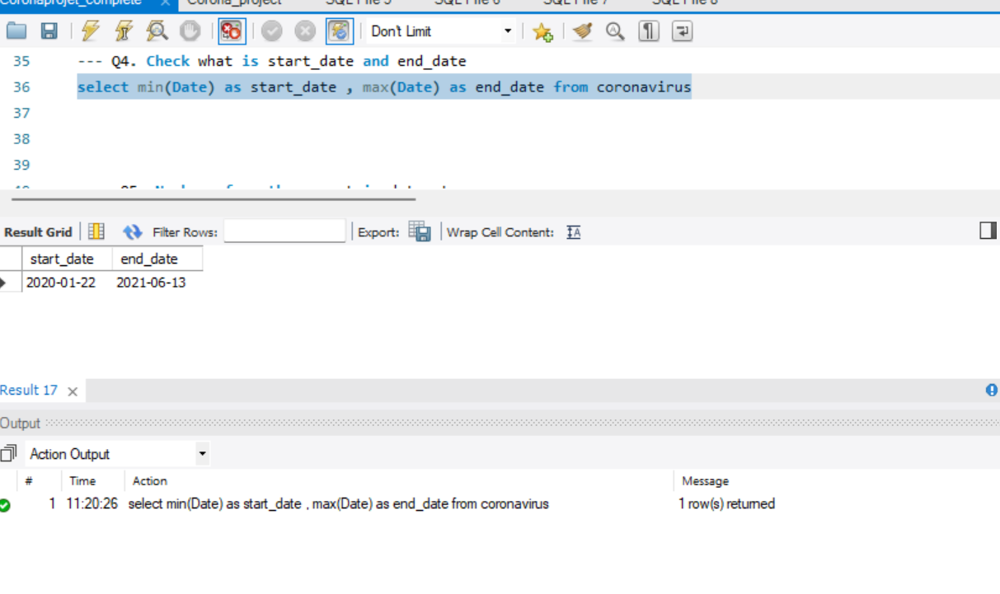 Coronaprojet_complete Corona_project SQL File 5 SQL File 6 SQL File 7 SQL File 8
Don't Limit
35 --- Q4. Check what is start_date and end_date
36 select min(Date) as start_date , max(Date) as end_date from coronavirus
37
38
39
Result Grid Filter Rows: Export: Wrap Cell Content:
start_date end_date
2020-01-22 2021-06-13
Result 17
Output
Action Output
# Time Action Message
1 11:20:26 select min(Date) as start_date , max(Date) as end_date from coronavirus 1 row(s) returned